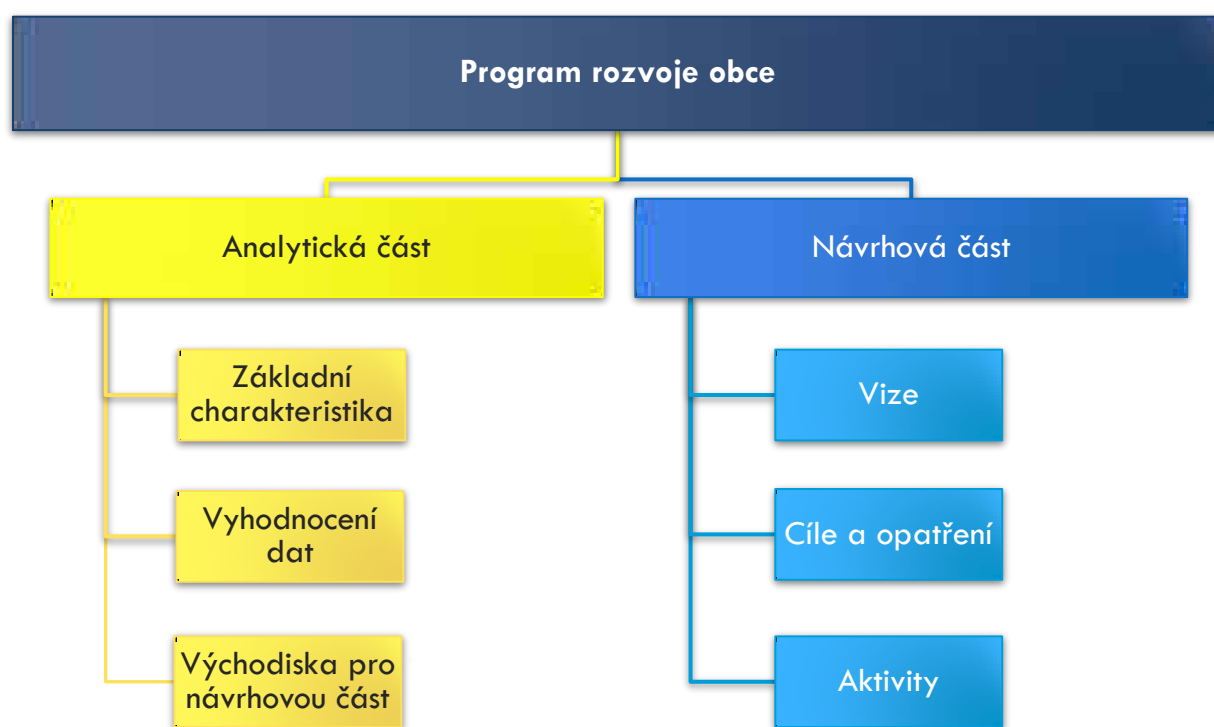 Program rozvoje obce
Analytická část
Návrhová část
Základní
charakteristika
Vize
Vyhodnocení
dat
Cíle a opatření
Východiska pro
návrhovou část
Aktivity